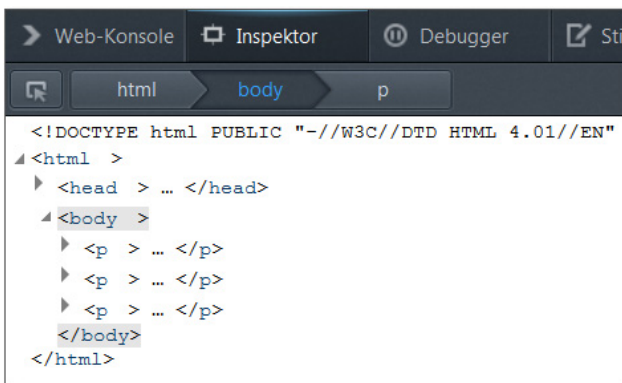 Web-Konsole Inspektor Debugger Sti
html body p
<!DOCTYPE html PUBLIC "-//W3C//DTD HTML 4.01//EN"
<html >
<head > … </head>
<body >
<p > … </p>
<p > … </p>
<p > … </p>
</body>
</html>